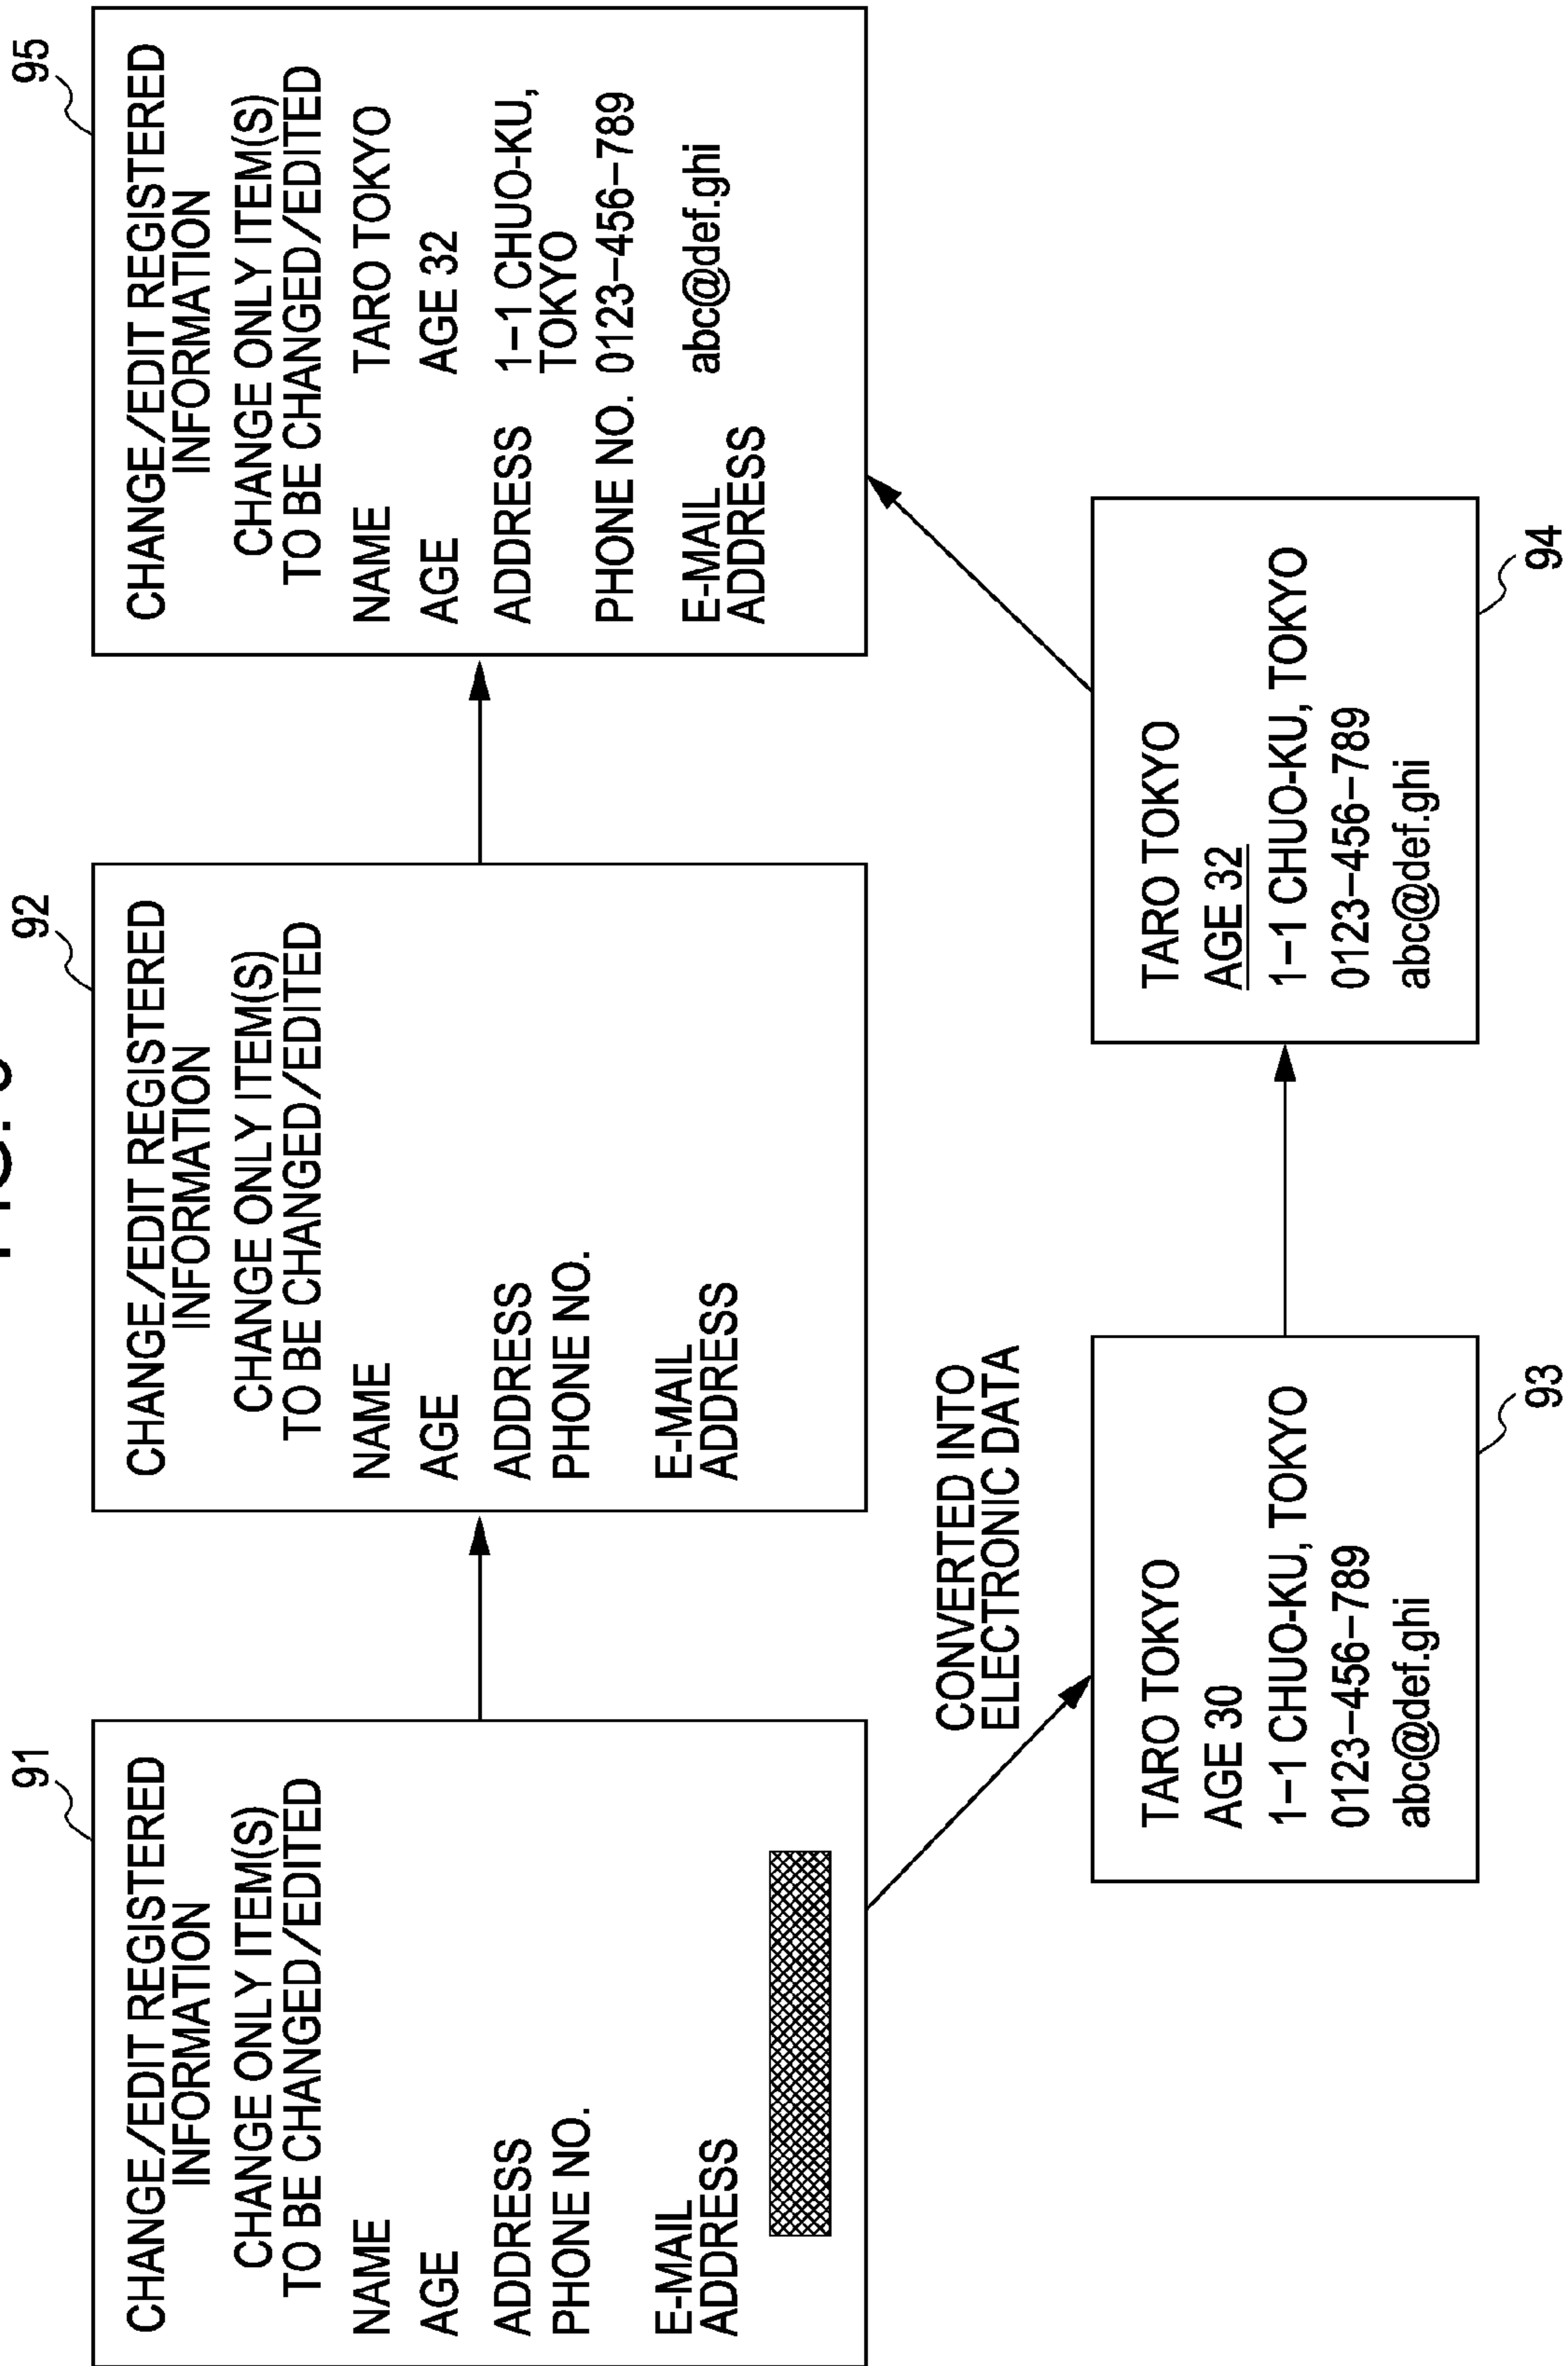 FIG.
91
CHANGE/EDIT REGISTERED
INFORMATION
CHANGE ONLY ITEM(S)
TO BE CHANGED/EDITED
NAME
AGE
ADDRESS
PHONE NO.
E-MAIL
ADDRESS
92
CHANGE/EDIT REGISTERED
INFORMATION
CHANGE ONLY ITEM(S)
TO BE CHANGED/EDITED
NAME
AGE
ADDRESS
PHONE NO.
E-MAIL
ADDRESS
95
CHANGE/EDIT REGISTERED
INFORMATION
CHANGE ONLY ITEM(S)
TO BE CHANGED/EDITED
NAME TARO TOKYO
AGE AGE 32
ADDRESS 1-1 CHUO-KU,
TOKYO
PHONE NO. 0123-456-789
E-MAIL abc@def.ghi
ADDRESS
CONVERTED INTO
ELECTRONIC DATA
TARO TOKYO
AGE 30
1-1 CHUO-KU, TOKYO
0123-456-789
abc@def.ghi
93
TARO TOKYO
AGE 32
1-1 CHUO-KU, TOKYO
0123-456-789
abc@def.ghi
94